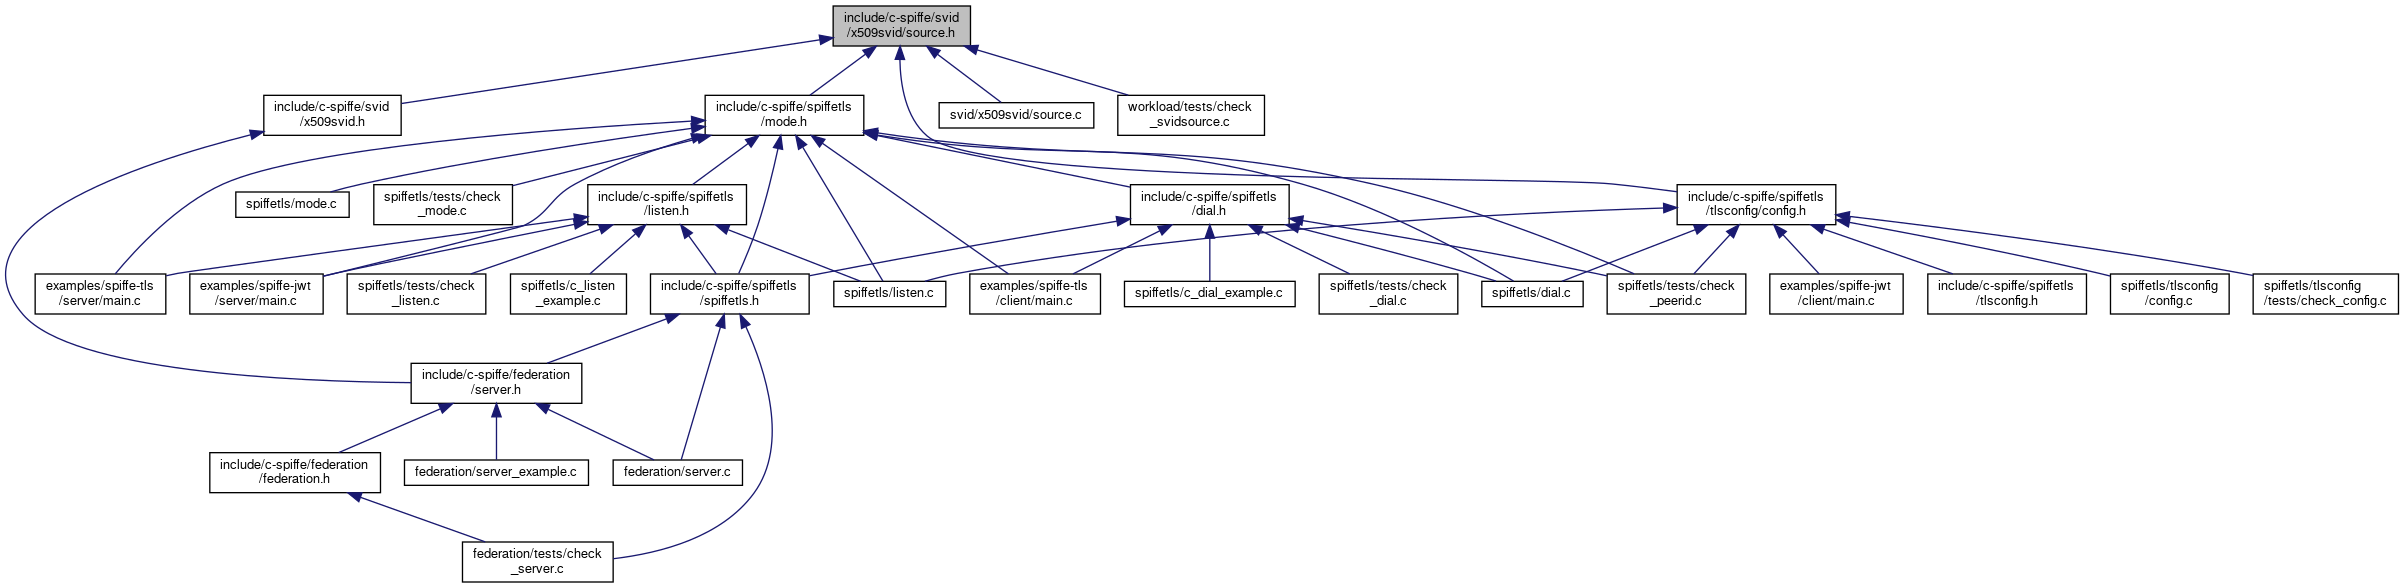 include/c-spiffe/svid
/x509svid/source.h
include/c-spiffe/svid
/x509svid.h
include/c-spiffe/spiffetls
/mode.h
svid/x509svid/source.c
workload/tests/check
_svidsource.c
spiffetls/mode.c
spiffetls/tests/check
_mode.c
include/c-spiffe/spiffetls
/listen.h
include/c-spiffe/spiffetls
/dial.h
include/c-spiffe/spiffetls
/tlsconfig/config.h
examples/spiffe-tls
/server/main.c
examples/spiffe-jwt
/server/main.c
spiffetls/tests/check
_listen.c
spiffetls/c_listen
_example.c
include/c-spiffe/spiffetls
/spiffetls.h
spiffetls/listen.c
examples/spiffe-tls
/client/main.c
spiffetls/c_dial_example.c
spiffetls/tests/check
_dial.c
spiffetls/dial.c
spiffetls/tests/check
_peerid.c
examples/spiffe-jwt
/client/main.c
include/c-spiffe/spiffetls
/tlsconfig.h
spiffetls/tlsconfig
/config.c
spiffetls/tlsconfig
/tests/check_config.c
include/c-spiffe/federation
/server.h
include/c-spiffe/federation
/federation.h
federation/server_example.c
federation/server.c
federation/tests/check
_server.c